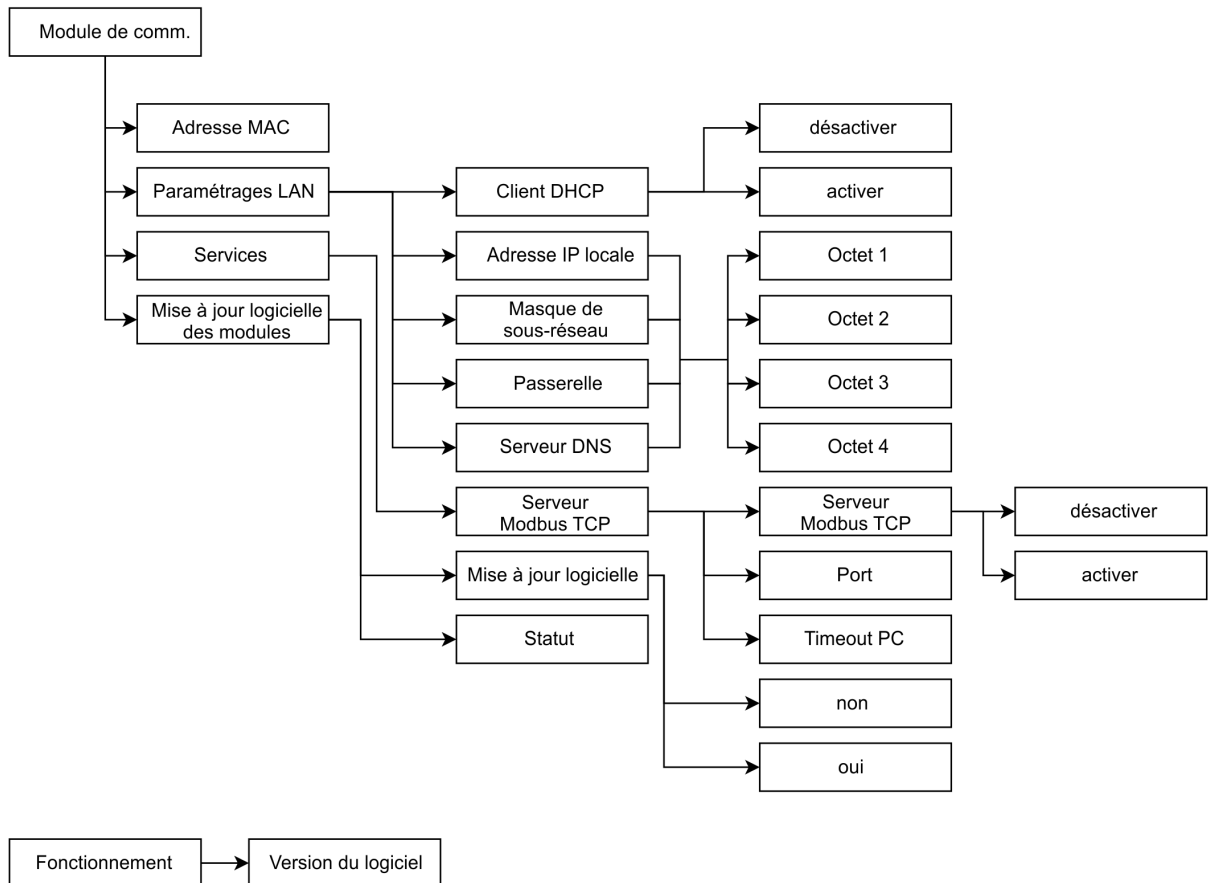 Module de comm.
Adresse MAC
désactiver
Paramétrages LAN
Client DHCP
activer
Services
Adresse IP locale
Octet 1
Mise à jour logicielle
des modules
Masque de
sous-réseau
Octet 2
Passerelle
Octet 3
Serveur DNS
Octet 4
Serveur
Modbus TCP
Serveur
Modbus TCP
désactiver
Mise à jour logicielle
Port
activer
Statut
Timeout PC
non
oui
Fonctionnement
Version du logiciel